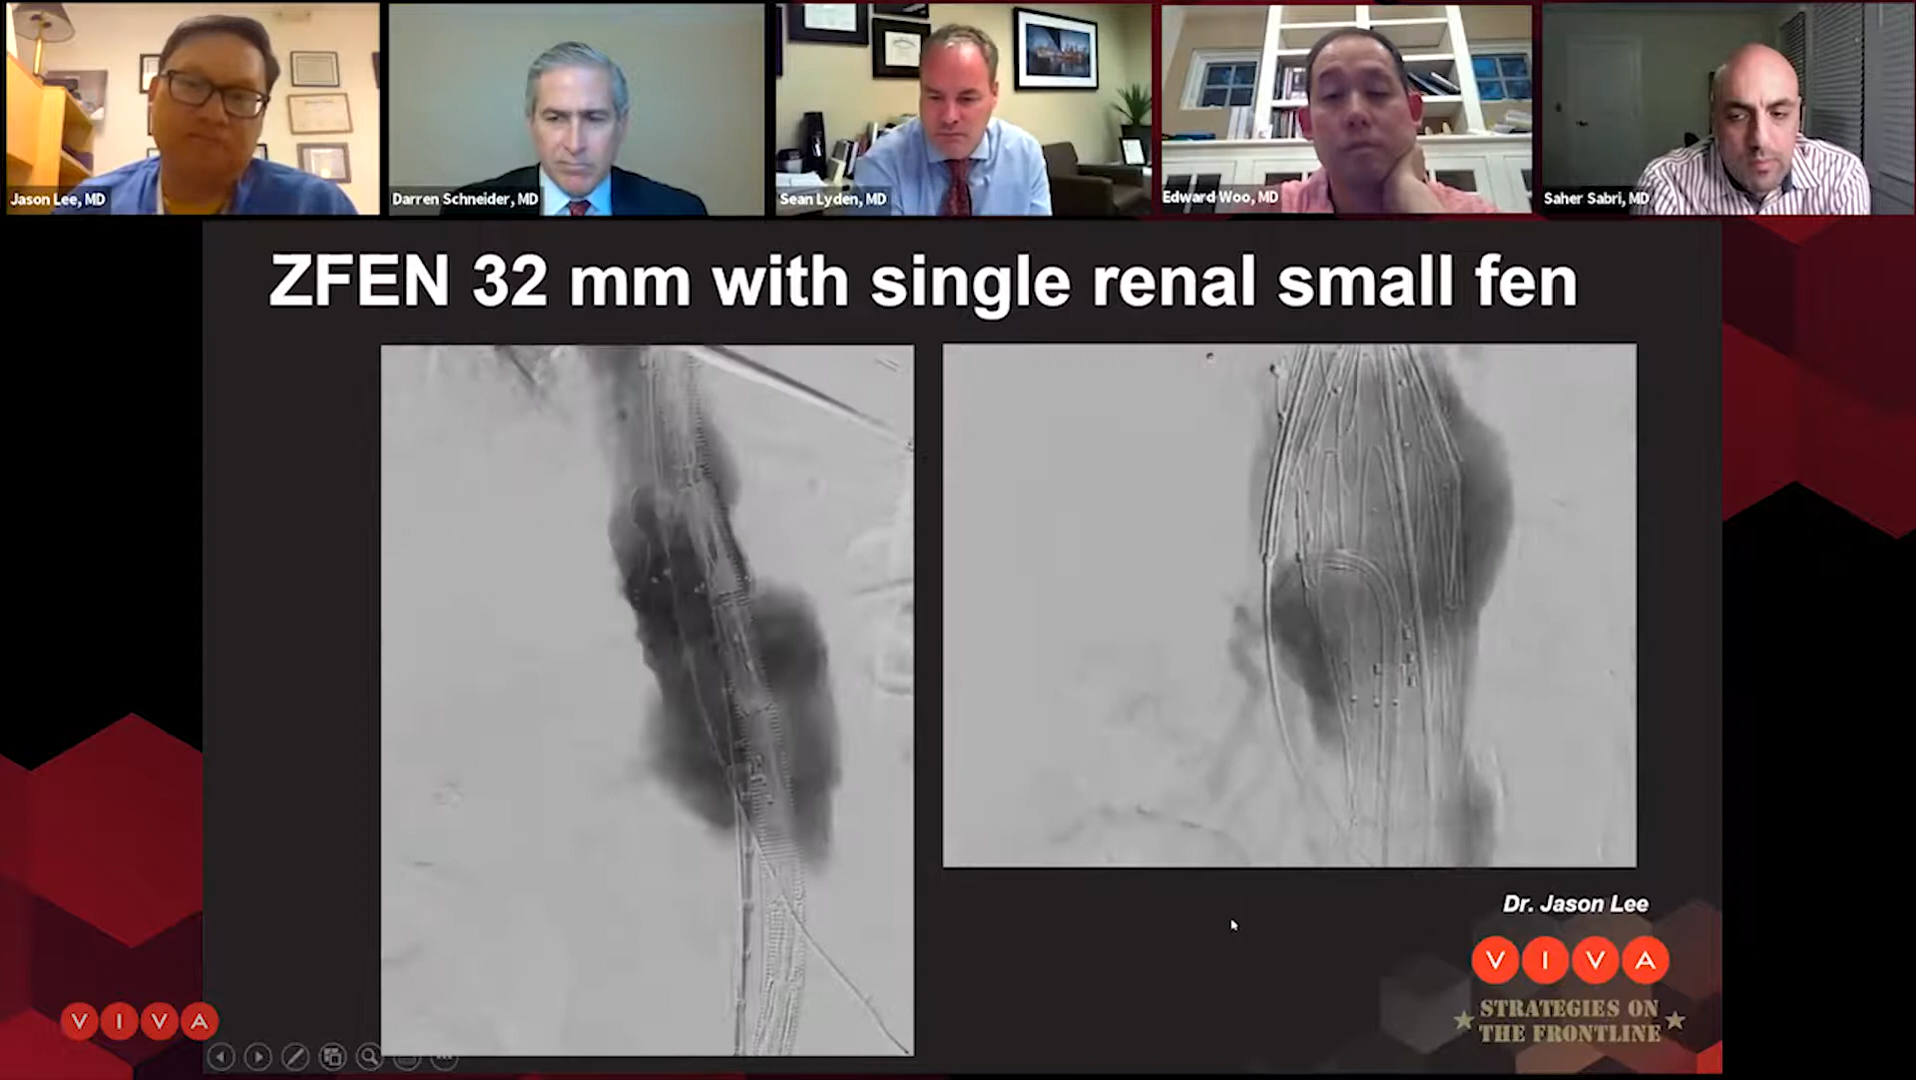 Jason Lee, MD
Darren Schneider, MD
Sean Lyden, MD
Edward Woo, MD
Saher Sabri, MD
ZFEN 32 mm with single renal small fen
Dr. Jason Lee
VIVA
STRATEGIES ON
THE FRONTLINE
VIVA